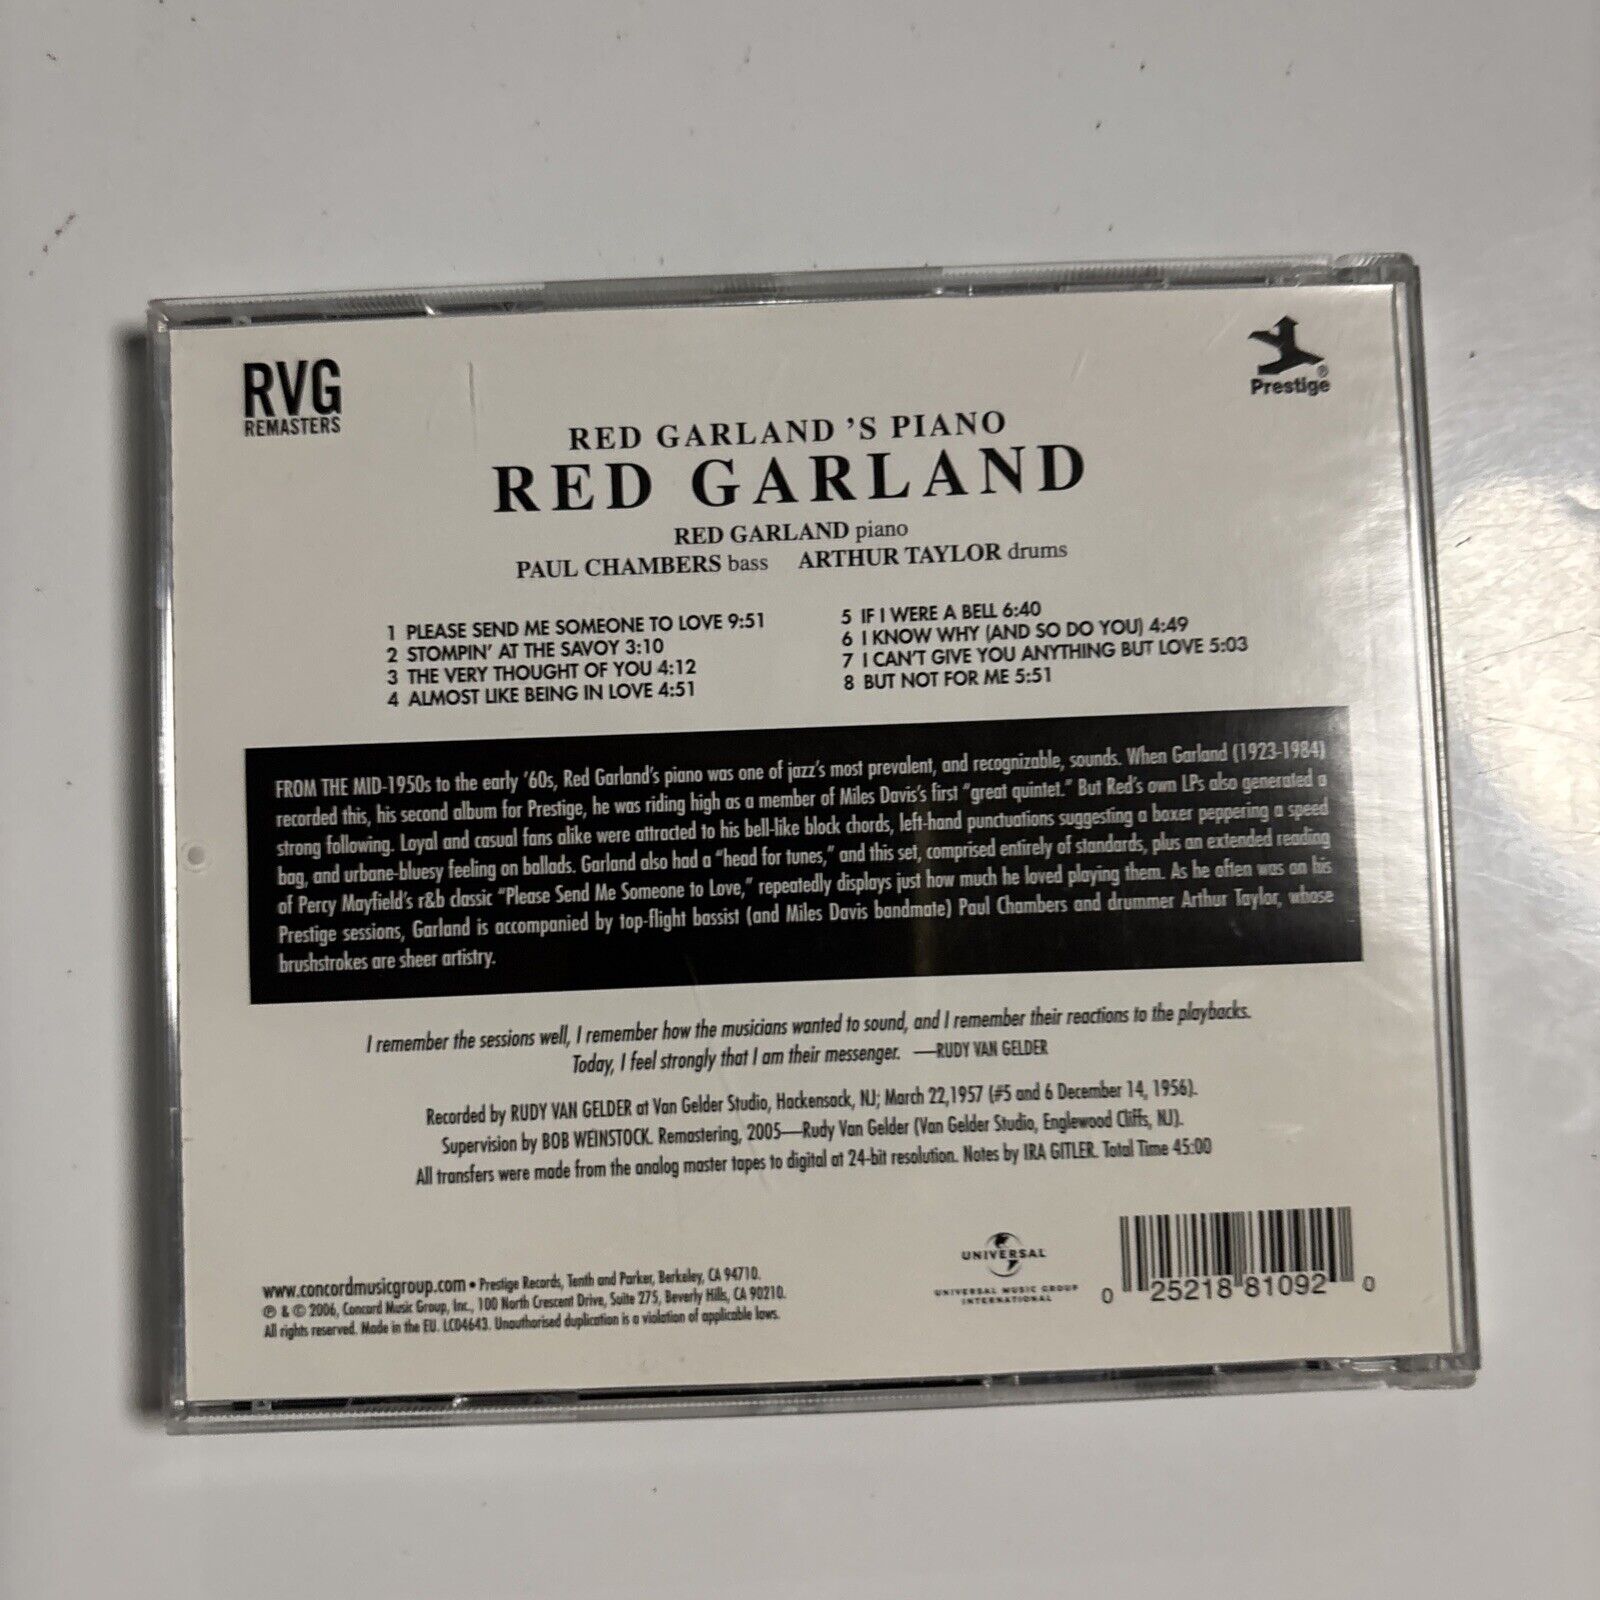 RVG
REMASTERS
Prestige®
RED GARLAND 'S PIANO
RED GARLAND
RED GARLAND piano
PAUL CHAMBERS bass ARTHUR TAYLOR drums
1 PLEASE SEND ME SOMEONE TO LOVE 9:51
2 STOMPIN' AT THE SAVOY 3:10
3 THE VERY THOUGHT OF YOU 4:12
4 ALMOST LIKE BEING IN LOVE 4:51
5 IF I WERE A BELL 6:40
6 I KNOW WHY (AND SO DO YOU) 4:49
7 I CAN'T GIVE YOU ANYTHING BUT LOVE 5:03
8 BUT NOT FOR ME 5:51
FROM THE MID-1950s to the early '60s, Red Garland's piano was one of jazz's most prevalent, and recognizable, sounds. When Garland (1923-1984)
recorded this, his second album for Prestige, he was riding high as a member of Miles Davis's first "great quintet." But Red's own LPs also generated a
strong following. Loyal and casual fans alike were attracted to his bell-like block chords, left-hand punctuations suggesting a boxer peppering a speed
bag, and urbane-bluesy feeling on ballads. Garland also had a "head for tunes," and this set, comprised entirely of standards, plus an extended reading
of Percy Mayfield's r&b classic "Please Send Me Someone to Love," repeatedly displays just how much he loved playing them. As he often was on his
Prestige sessions, Garland is accompanied by top-flight bassist (and Miles Davis bandmate) Paul Chambers and drummer Arthur Taylor, whose
brushstrokes are sheer artistry.
I remember the sessions well, I remember how the musicians wanted to sound, and I remember their reactions to the playbacks.
Today, I feel strongly that I am their messenger. —RUDY VAN GELDER
Recorded by RUDY VAN GELDER at Van Gelder Studio, Hackensack, NJ; March 22,1957 (#5 and 6 December 14, 1956).
Supervision by BOB WEINSTOCK. Remastering, 2005—Rudy Van Gelder (Van Gelder Studio, Englewood Cliffs, NJ).
All transfers were made from the analog master tapes to digital at 24-bit resolution. Notes by IRA GITLER. Total Time 45:00
www.concordmusicgroup.com • Prestige Records, Tenth and Parker, Berkeley, CA 94710.
℗ & © 2006, Concord Music Group, Inc., 100 North Crescent Drive, Suite 275, Beverly Hills, CA 90210.
All rights reserved. Made in the EU. LC04643. Unauthorised duplication is a violation of applicable laws.
UNIVERSAL
UNIVERSAL MUSIC GROUP
INTERNATIONAL
0 25218 81092 0